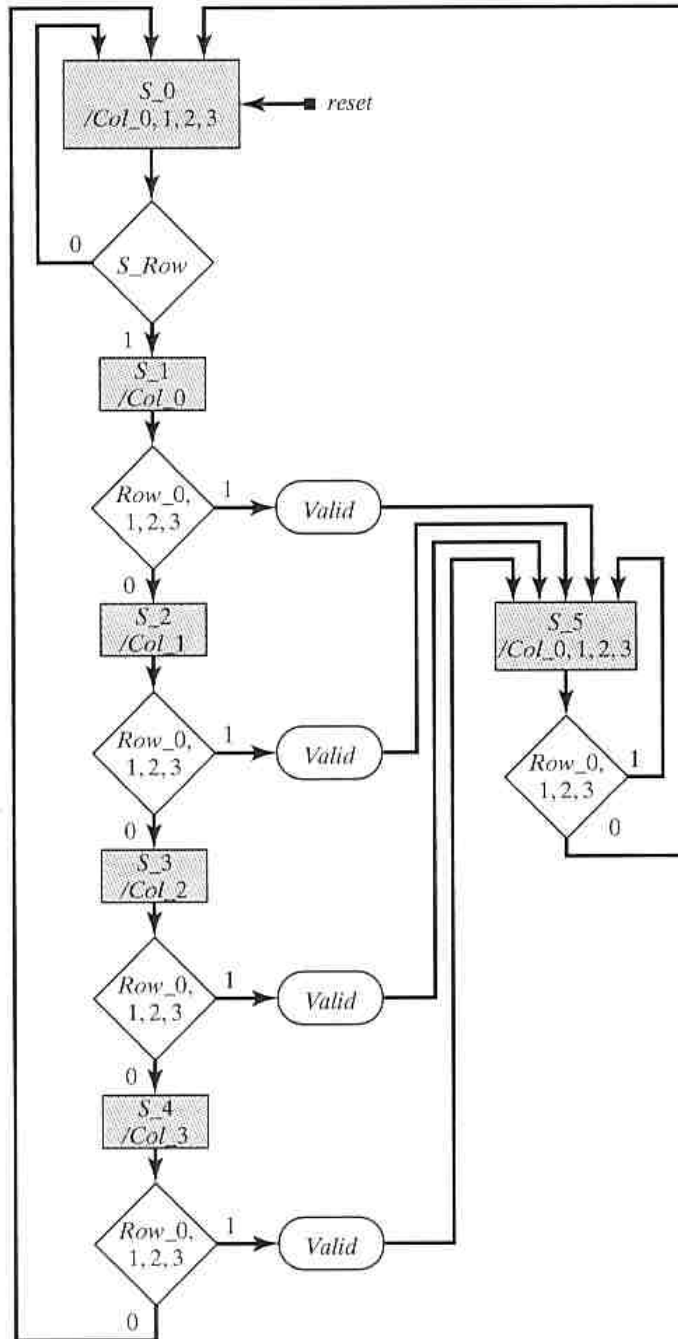 S_0
/Col_0, 1, 2, 3
reset
0
S_Row
1
S_1
/Col_0
Row_0,
1, 2, 3
1
Valid
0
S_2
/Col_1
S_5
/Col_0, 1, 2, 3
Row_0,
1, 2, 3
1
Valid
Row_0,
1, 2, 3
1
0
0
S_3
/Col_2
Row_0,
1, 2, 3
1
Valid
0
S_4
/Col_3
Row_0,
1, 2, 3
1
Valid
0